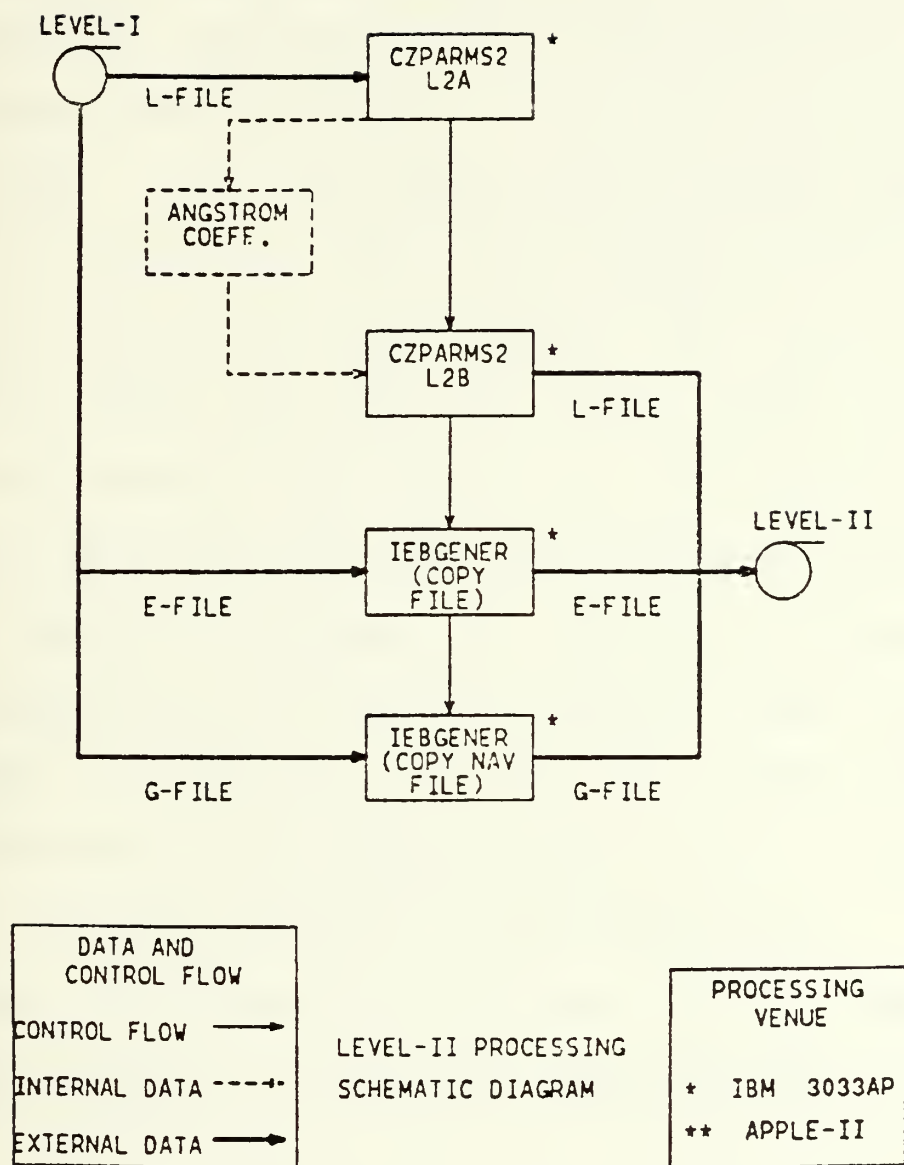 LEVEL-I
CZPARMS2
L2A
*
L-FILE
ANGSTROM
COEFF.
CZPARMS2
L2B
*
L-FILE
LEVEL-II
IEBGENER
(COPY
FILE)
*
E-FILE
E-FILE
IEBGENER
(COPY NAV
FILE)
*
G-FILE
G-FILE
DATA AND
CONTROL FLOW
CONTROL FLOW
INTERNAL DATA
EXTERNAL DATA
LEVEL-II PROCESSING
SCHEMATIC DIAGRAM
PROCESSING
VENUE
* IBM 3033AP
** APPLE-II